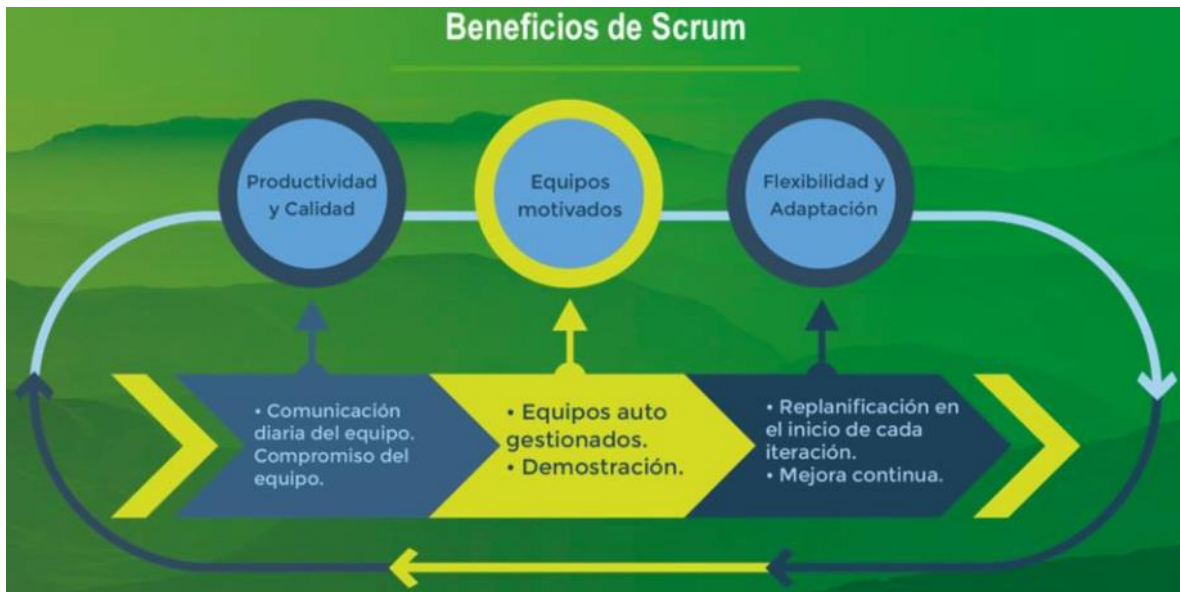 Beneficios de Scrum
Productividad
y Calidad
Equipos
motivados
Flexibilidad y
Adaptación
• Comunicación
diaria del equipo.
Compromiso del
equipo.
• Equipos auto
gestionados.
• Demostración.
• Replanificación en
el inicio de cada
iteración.
• Mejora continua.